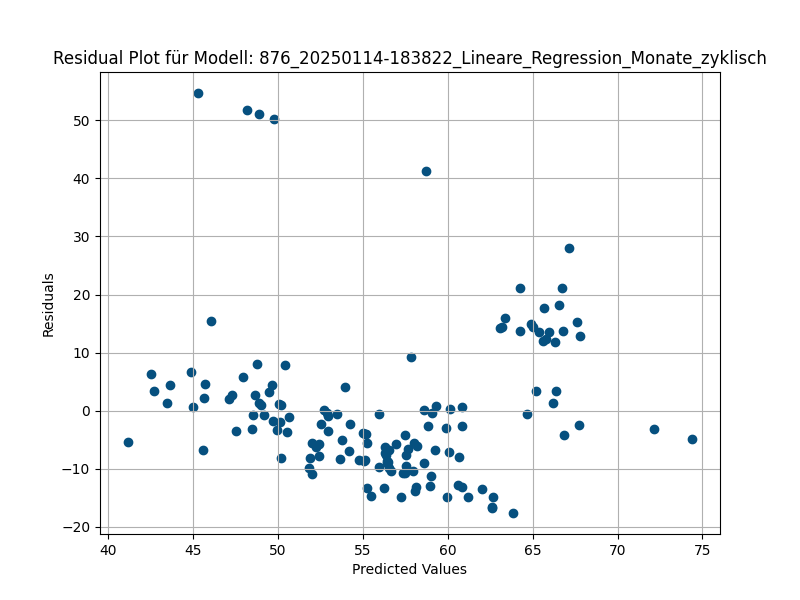 Residual Plot für Modell: 876_20250114-183822_Lineare_Regression_Monate_zyklisch
50
40
30
20
10
0
−10
−20
Residuals
40 45 50 55 60 65 70 75
Predicted Values